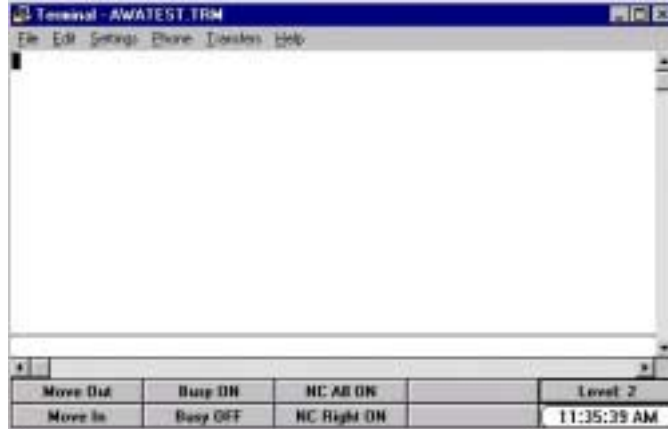 Terminal - AWATEST.TRM
File Edit Settings Phone Transfers Help
Move Out Busy ON NC All ON Level: 2
Move In Busy OFF NC Right ON 11:35:39 AM